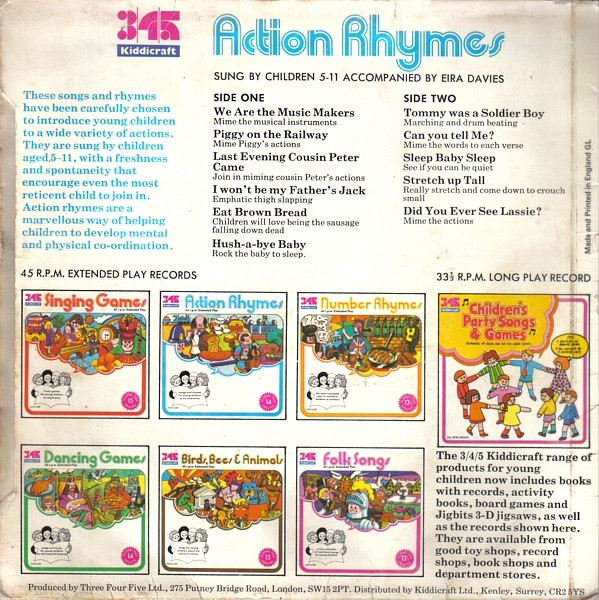 345
Kiddicraft
Action Rhymes
SUNG BY CHILDREN 5-11 ACCOMPANIED BY EIRA DAVIES
These songs and rhymes
have been carefully chosen
to introduce young children
to a wide variety of actions.
They are sung by children
aged, 5-11, with a freshness
and spontaneity that
encourage even the most
reticent child to join in.
Action rhymes are a
marvellous way of helping
children to develop mental
and physical co-ordination.
SIDE ONE
We Are the Music Makers
Mime the musical instruments
Piggy on the Railway
Mime Piggy's actions
Last Evening Cousin Peter
Came
Join in miming cousin Peter's actions
I won't be my Father's Jack
Emphatic thigh slapping
Eat Brown Bread
Children will love being the sausage
falling down dead
Hush-a-bye Baby
Rock the baby to sleep.
SIDE TWO
Tommy was a Soldier Boy
Marching and drum beating
Can you tell Me?
Mime the words to each verse
Sleep Baby Sleep
See if you can be quiet
Stretch up Tall
Really stretch and come down to crouch
small
Did You Ever See Lassie?
Mime the actions
Made and Printed in England GL
45 R.P.M. EXTENDED PLAY RECORDS
33⅓ R.P.M. LONG PLAY RECORD
345
Singing Games
15
345
Action Rhymes
14
345
Number Rhymes
13
345
Children's
Party Songs
& Games
345
Dancing Games
14
345
Birds, Bees & Animals
15
345
Folk Songs
13
The 3/4/5 Kiddicraft range of
products for young
children now includes books
with records, activity
books, board games and
Jigbits 3-D jigsaws, as well
as the records shown here.
They are available from
good toy shops, record
shops, book shops and
department stores.
Produced by Three Four Five Ltd., 275 Putney Bridge Road, London, SW15 2PT. Distributed by Kiddicraft Ltd., Kenley, Surrey, CR2 5YS